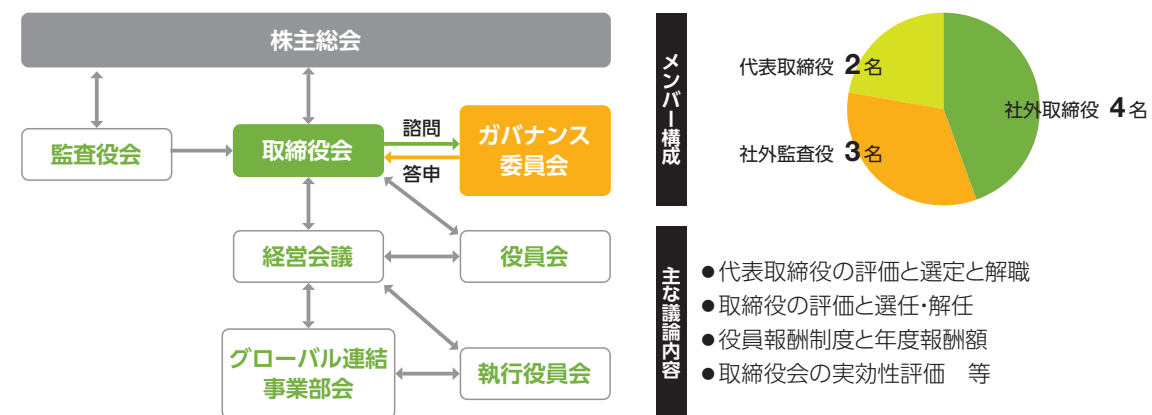 株主総会
監査役会
取締役会
諮問
答申
ガバナンス
委員会
経営会議
役員会
グローバル連結
事業部会
執行役員会
メンバー構成
代表取締役 2名
社外取締役 4名
社外監査役 3名
主な議論内容
●代表取締役の評価と選定と解職
●取締役の評価と選任・解任
●役員報酬制度と年度報酬額
●取締役会の実効性評価　等